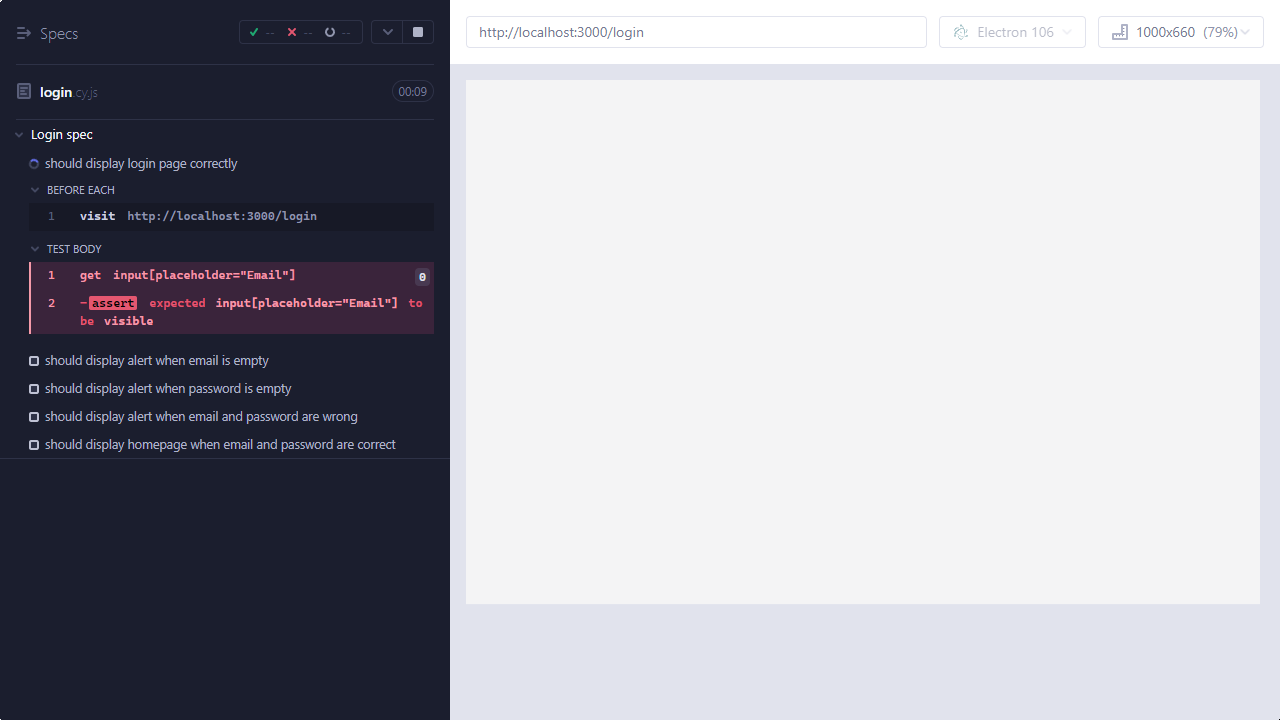 Specs
-- -- --
login.cy.js
00:09
Login spec
should display login page correctly
BEFORE EACH
1 visit http://localhost:3000/login
TEST BODY
1 get input[placeholder="Email"] 0
2 -assert expected input[placeholder="Email"] to
be visible
should display alert when email is empty
should display alert when password is empty
should display alert when email and password are wrong
should display homepage when email and password are correct
http://localhost:3000/login
Electron 106
1000x660 (79%)